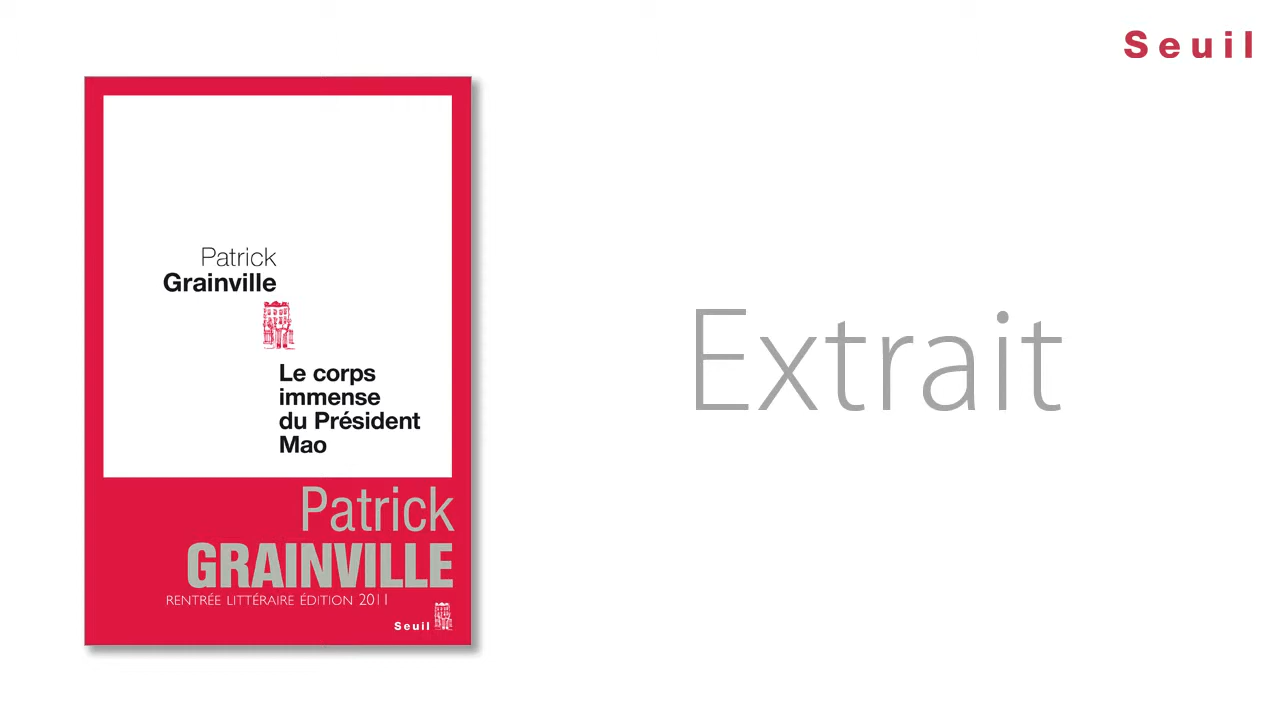 Seuil
Patrick
Grainville
Le corps
immense
du Président
Mao
Patrick
GRAINVILLE
RENTRÉE LITTÉRAIRE ÉDITION 2011
Seuil
Extrait